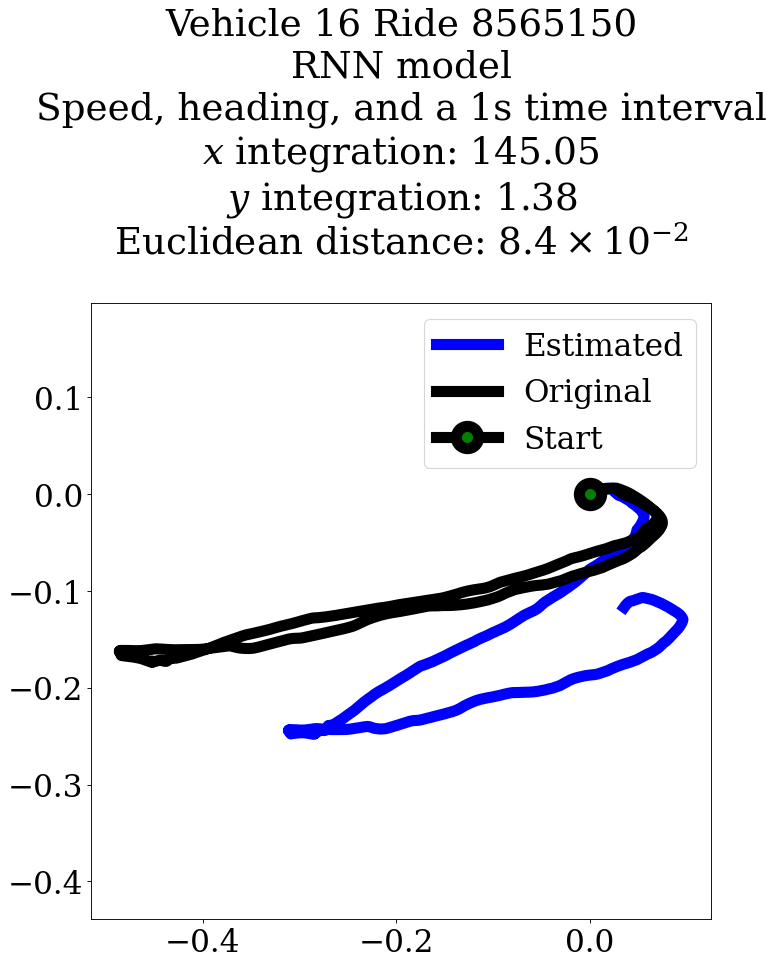 Vehicle 16 Ride 8565150
RNN model
Speed, heading, and a 1s time interval
x integration: 145.05
y integration: 1.38
Euclidean distance: 8.4 × 10⁻²
Estimated
Original
Start
0.1
0.0
−0.1
−0.2
−0.3
−0.4
−0.4 −0.2 0.0